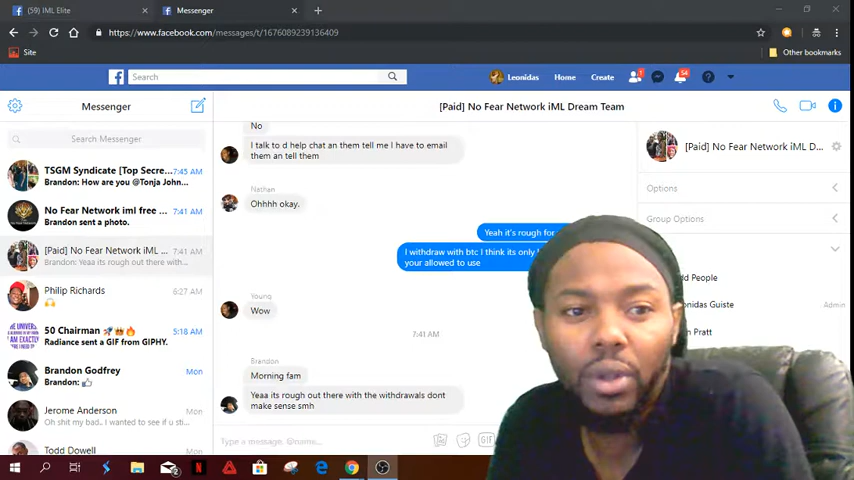 (59) IML Elite
Messenger
https://www.facebook.com/messages/t/1676089239136409
Site
Other bookmarks
Search
Leonidas
Home
Create
54
Messenger
[Paid] No Fear Network iML Dream Team
Search Messenger
[Paid] No Fear Network iML D...
TSGM Syndicate [Top Secre...
7:45 AM
Brandon: How are you @Tonja John...
No Fear Network iml free ...
7:41 AM
Brandon sent a photo.
[Paid] No Fear Network iML ...
7:41 AM
Brandon: Yeaa its rough out there with...
Philip Richards
6:27 AM
50 Chairman 🚀
5:18 AM
Radiance sent a GIF from GIPHY.
Brandon Godfrey
Mon
Brandon: 👍
Jerome Anderson
Mon
Oh shit my bad.. I wanted to see if u sti...
Todd Dowell
Mon
No
I talk to d help chat an them tell me I have to email
them an tell them
Nathan
Ohhhh okay.
Yeah it's rough for
I withdraw with btc I think its only
your allowed to use
Young
Wow
7:41 AM
Brandon
Morning fam
Yeaa its rough out there with the withdrawals dont
make sense smh
Type a message, @name...
GIF
Options
Group Options
dd People
onidas Guiste
Admin
Pratt
2